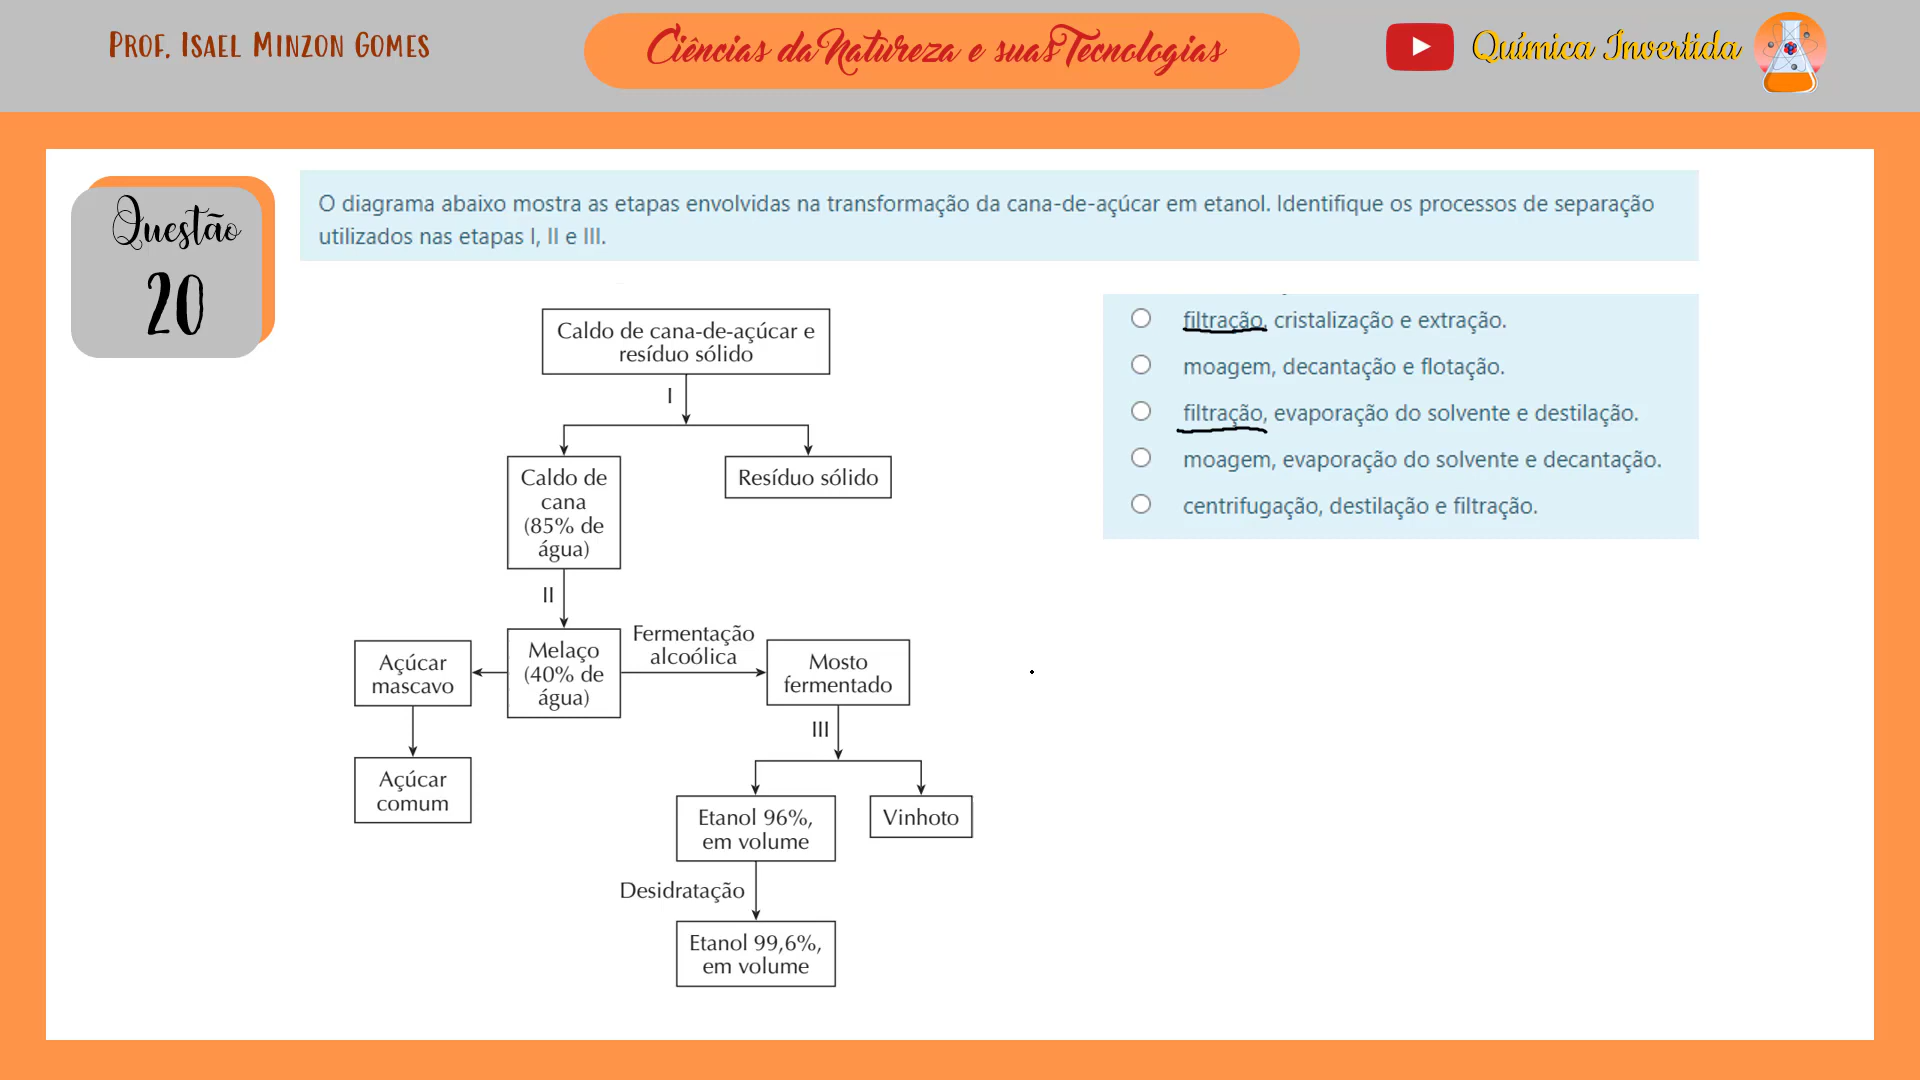 Prof. Isael Minzon Gomes
Ciências da Natureza e suas Tecnologias
Química Invertida
Questão
20
O diagrama abaixo mostra as etapas envolvidas na transformação da cana-de-açúcar em etanol. Identifique os processos de separação
utilizados nas etapas I, II e III.
Caldo de cana-de-açúcar e
resíduo sólido
I
Caldo de
cana
(85% de
água)
Resíduo sólido
II
Açúcar
mascavo
Melaço
(40% de
água)
Fermentação
alcoólica
Mosto
fermentado
III
Açúcar
comum
Etanol 96%,
em volume
Vinhoto
Desidratação
Etanol 99,6%,
em volume
filtração, cristalização e extração.
moagem, decantação e flotação.
filtração, evaporação do solvente e destilação.
moagem, evaporação do solvente e decantação.
centrifugação, destilação e filtração.